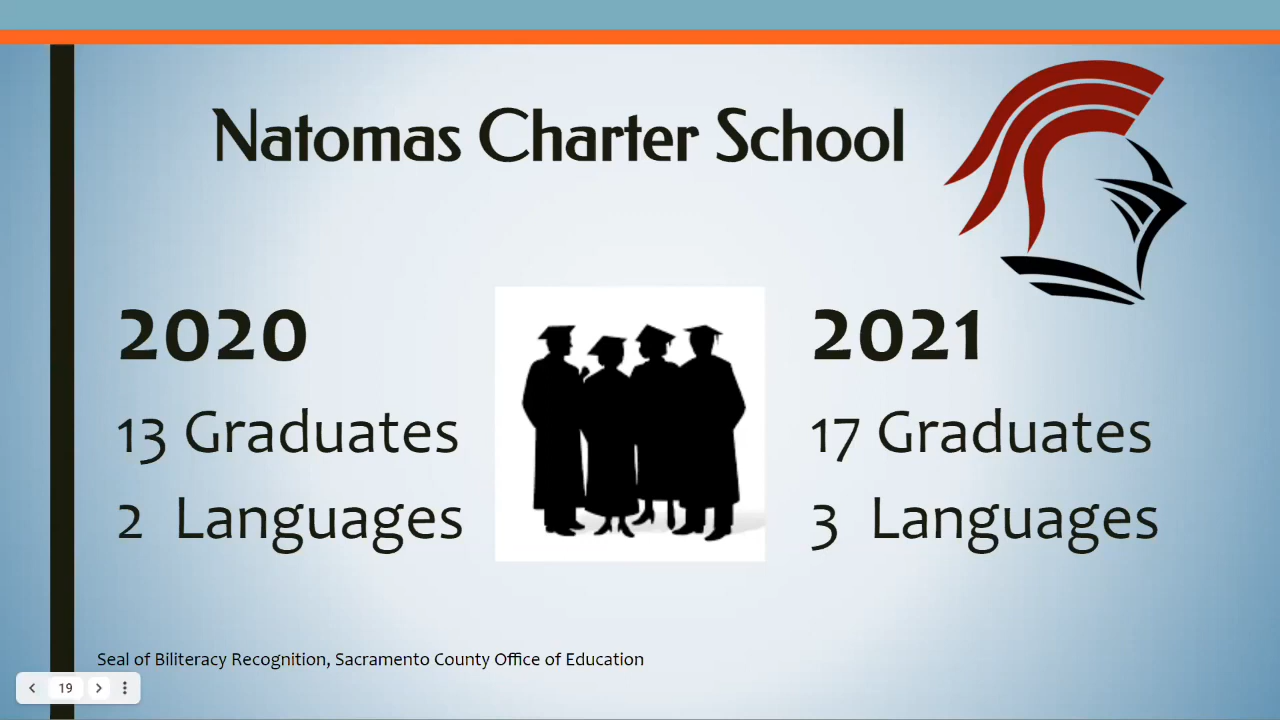 Natomas Charter School
2020
13 Graduates
2 Languages
2021
17 Graduates
3 Languages
Seal of Biliteracy Recognition, Sacramento County Office of Education
19